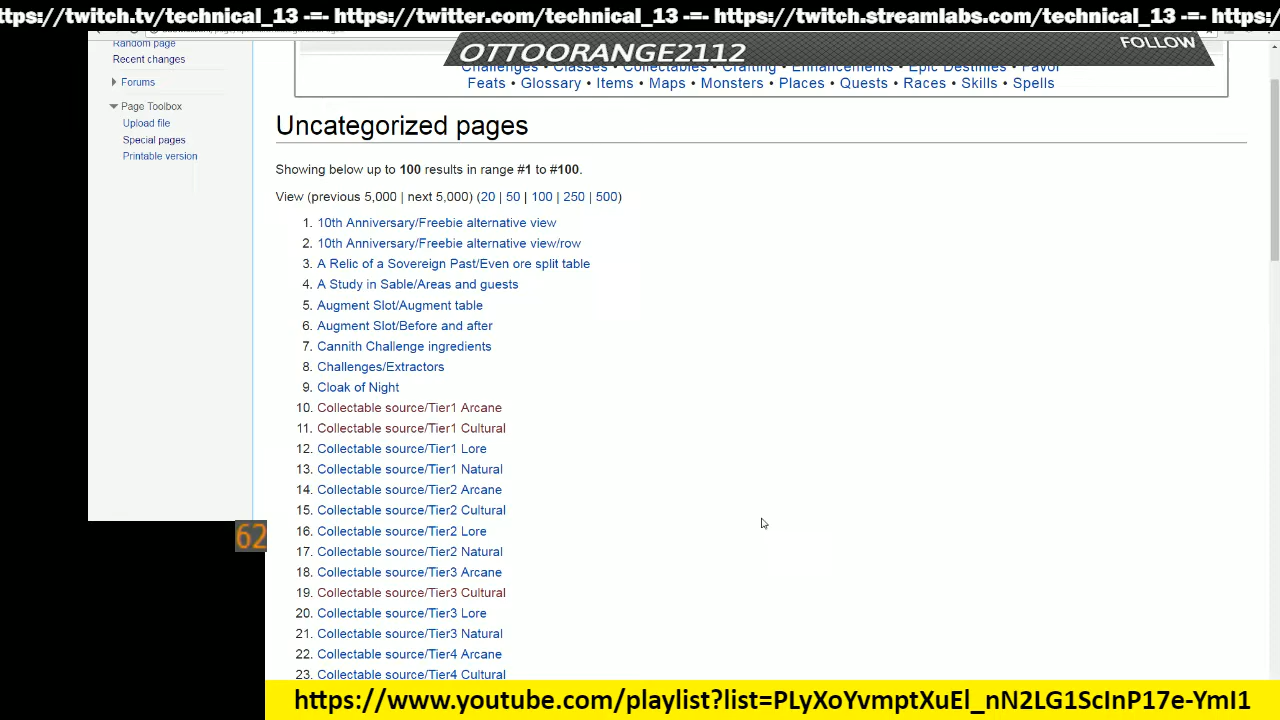 https://twitch.tv/technical_13 -=- https://twitter.com/technical_13 -=- https://twitch.streamlabs.com/technical_13 -=- https:/
OTTOORANGE2112
FOLLOW
Random page
Recent changes
Forums
Page Toolbox
Upload file
Special pages
Printable version
Challenges • Classes • Collectables • Crafting • Enhancements • Epic Destinies • Favor
Feats • Glossary • Items • Maps • Monsters • Places • Quests • Races • Skills • Spells
Uncategorized pages
Showing below up to 100 results in range #1 to #100.
View (previous 5,000 | next 5,000) (20 | 50 | 100 | 250 | 500)
1. 10th Anniversary/Freebie alternative view
2. 10th Anniversary/Freebie alternative view/row
3. A Relic of a Sovereign Past/Even ore split table
4. A Study in Sable/Areas and guests
5. Augment Slot/Augment table
6. Augment Slot/Before and after
7. Cannith Challenge ingredients
8. Challenges/Extractors
9. Cloak of Night
10. Collectable source/Tier1 Arcane
11. Collectable source/Tier1 Cultural
12. Collectable source/Tier1 Lore
13. Collectable source/Tier1 Natural
14. Collectable source/Tier2 Arcane
15. Collectable source/Tier2 Cultural
16. Collectable source/Tier2 Lore
17. Collectable source/Tier2 Natural
18. Collectable source/Tier3 Arcane
19. Collectable source/Tier3 Cultural
20. Collectable source/Tier3 Lore
21. Collectable source/Tier3 Natural
22. Collectable source/Tier4 Arcane
23. Collectable source/Tier4 Cultural
62
https://www.youtube.com/playlist?list=PLyXoYvmptXuEl_nN2LG1ScInP17e-YmI1